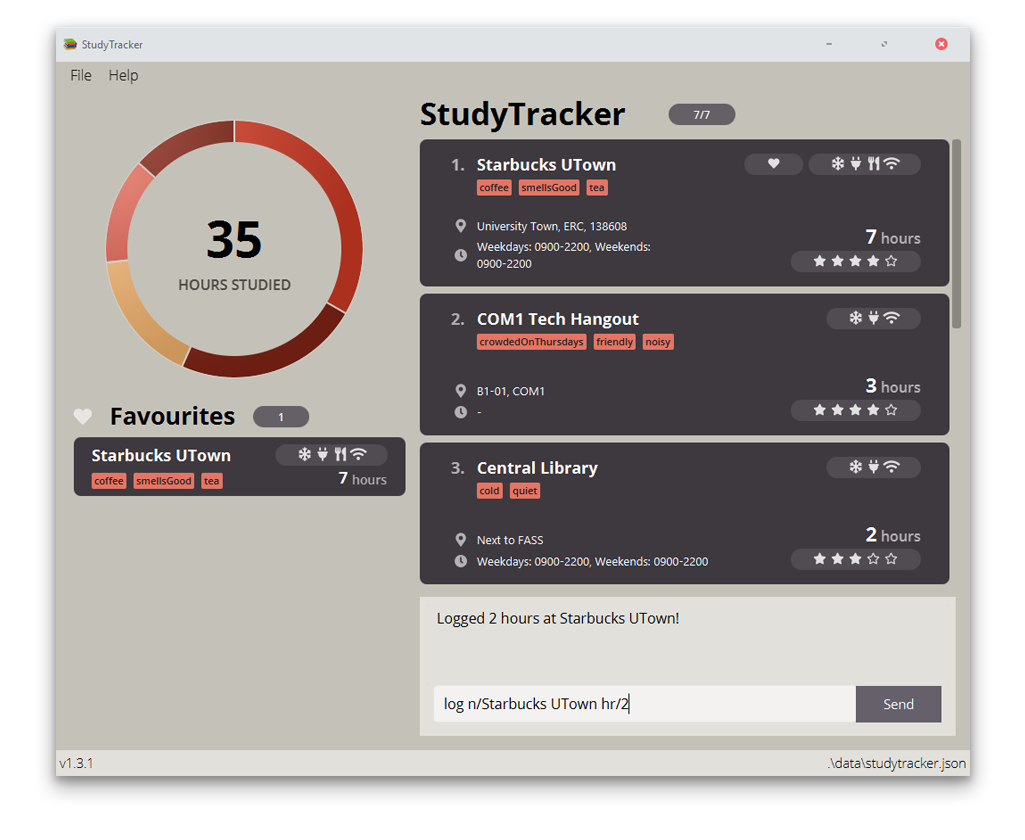 StudyTracker
File Help
35
HOURS STUDIED
Favourites 1
Starbucks UTown
coffee smellsGood tea
7 hours
StudyTracker 7/7
1. Starbucks UTown
coffee smellsGood tea
University Town, ERC, 138608
Weekdays: 0900-2200, Weekends:
0900-2200
7 hours
2. COM1 Tech Hangout
crowdedOnThursdays friendly noisy
B1-01, COM1
-
3 hours
3. Central Library
cold quiet
Next to FASS
Weekdays: 0900-2200, Weekends: 0900-2200
2 hours
Logged 2 hours at Starbucks UTown!
log n/Starbucks UTown hr/2
Send
v1.3.1
.\data\studytracker.json